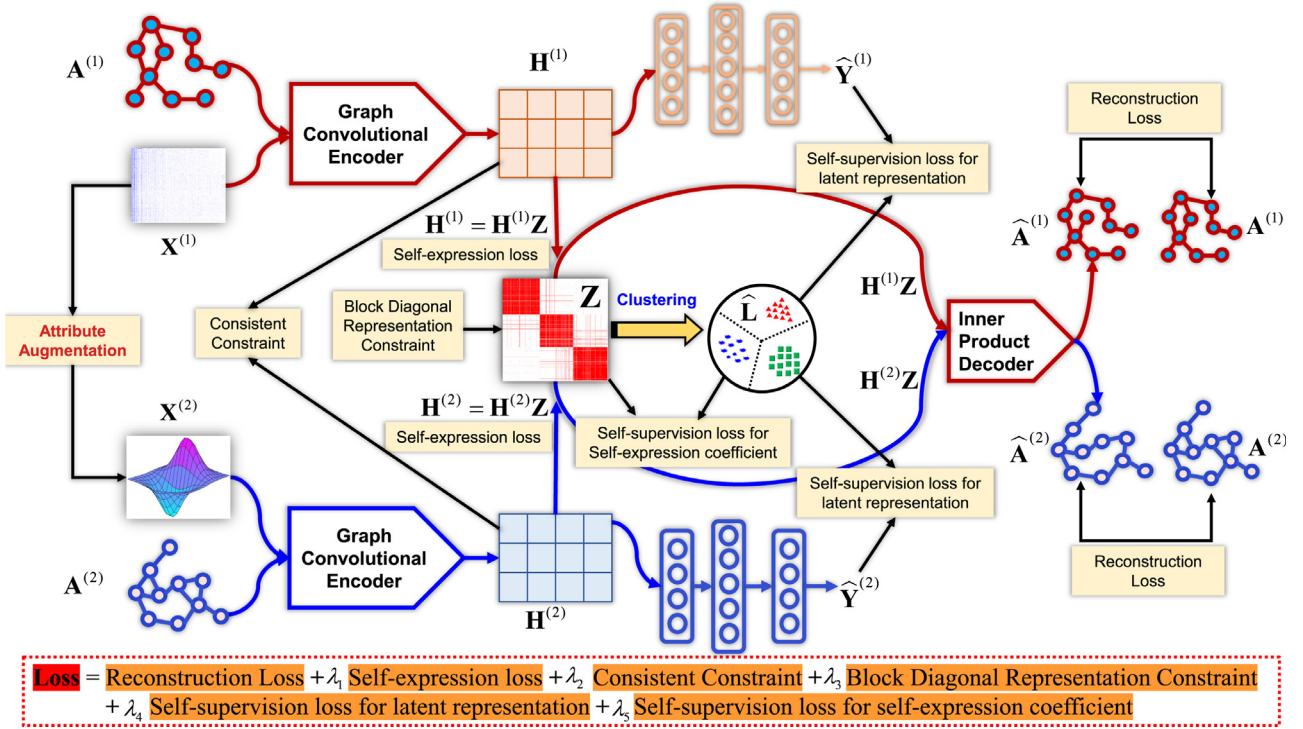 A⁽¹⁾
Graph
Convolutional
Encoder
H⁽¹⁾
Ŷ⁽¹⁾
Reconstruction
Loss
Self-supervision loss for
latent representation
X⁽¹⁾
H⁽¹⁾ = H⁽¹⁾Z
Self-expression loss
Â⁽¹⁾
A⁽¹⁾
H⁽¹⁾Z
Attribute
Augmentation
Consistent
Constraint
Block Diagonal
Representation
Constraint
Z
Clustering
L̂
Inner
Product
Decoder
H⁽²⁾Z
X⁽²⁾
H⁽²⁾ = H⁽²⁾Z
Self-expression loss
Self-supervision loss for
Self-expression coefficient
Â⁽²⁾
A⁽²⁾
Self-supervision loss for
latent representation
A⁽²⁾
Graph
Convolutional
Encoder
H⁽²⁾
Ŷ⁽²⁾
Reconstruction
Loss
Loss = Reconstruction Loss +λ₁ Self-expression loss +λ₂ Consistent Constraint +λ₃ Block Diagonal Representation Constraint
+λ₄ Self-supervision loss for latent representation +λ₅ Self-supervision loss for self-expression coefficient